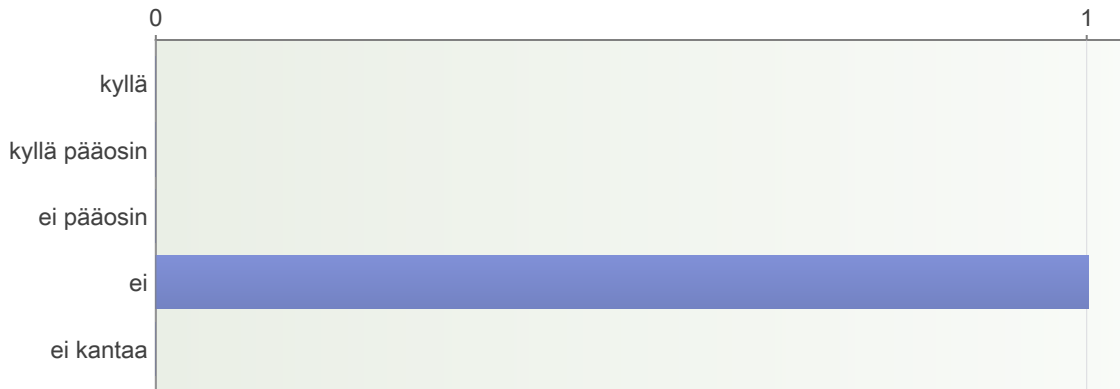 0 1
kyllä
kyllä pääosin
ei pääosin
ei
ei kantaa